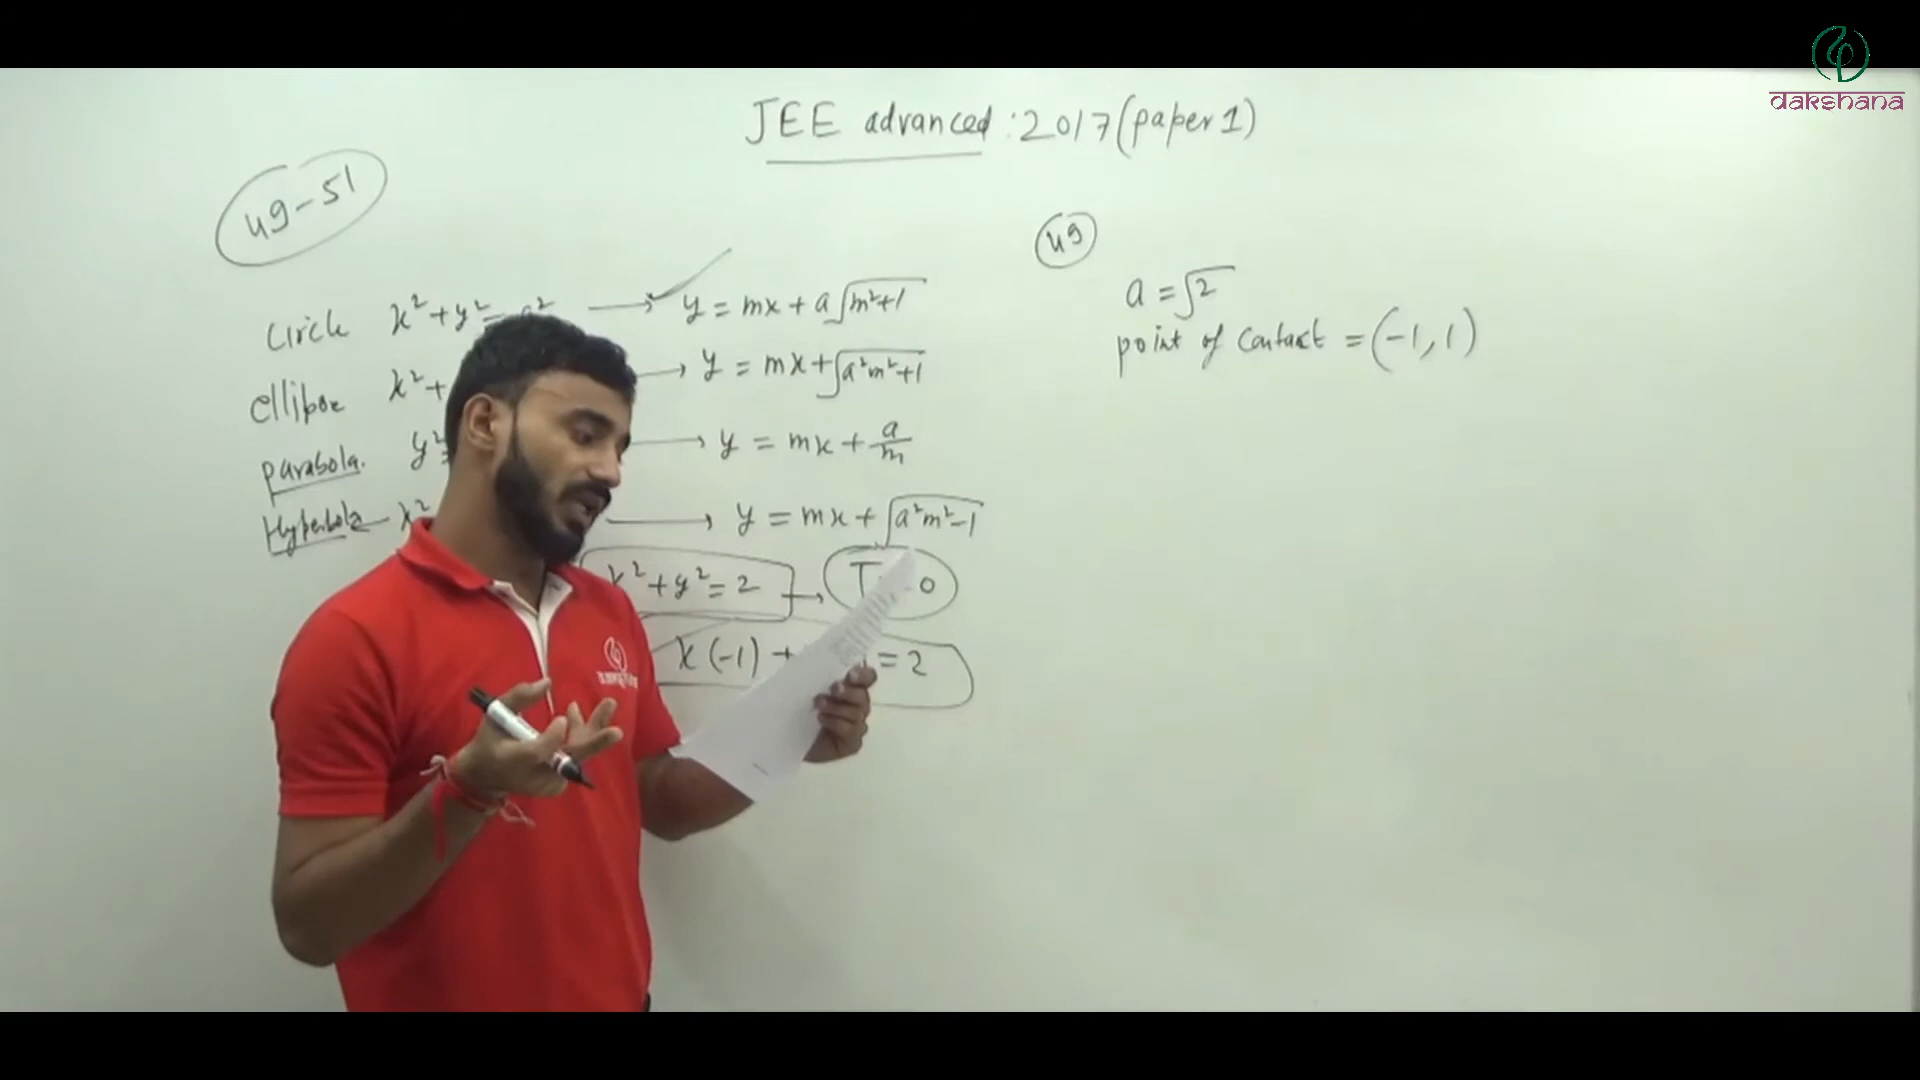 dakshana
JEE advanced : 2017 (paper 1)
49-51
Circle x²+y²=a² → y = mx + a√(m²+1)
ellipse x²+ → y = mx + √(a²m²+1)
parabola. y² → y = mx + a/m
Hyperbola x² → y = mx + √(a²m²-1)
x²+y²=2 → T 0
x(-1) + =2
49
a = √2
point of contact = (-1, 1)